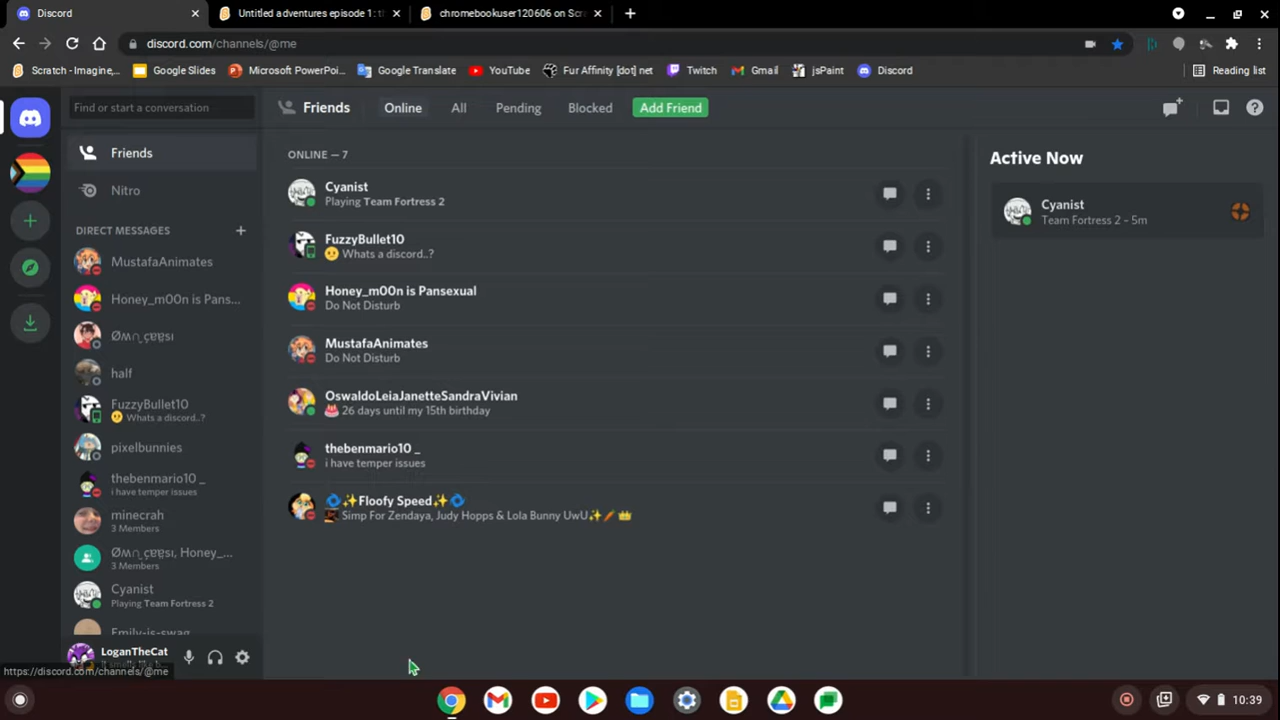 Discord
Untitled adventures episode 1: th
chromebookuser120606 on Scr
discord.com/channels/@me
Scratch - Imagine,...
Google Slides
Microsoft PowerPoi...
Google Translate
YouTube
Fur Affinity [dot] net
Twitch
Gmail
jsPaint
Discord
Reading list
Find or start a conversation
Friends
Online
All
Pending
Blocked
Add Friend
Friends
Nitro
DIRECT MESSAGES
MustafaAnimates
Honey_m00n is Pans...
half
FuzzyBullet10
Whats a discord..?
pixelbunnies
thebenmario10 _
i have temper issues
minecrah
3 Members
3 Members
Cyanist
Playing Team Fortress 2
Emily-is-swag
LoganTheCat
https://discord.com/channels/@me
ONLINE — 7
Cyanist
Playing Team Fortress 2
FuzzyBullet10
🫠 Whats a discord..?
Honey_m00n is Pansexual
Do Not Disturb
MustafaAnimates
Do Not Disturb
OswaldoLeiaJanetteSandraVivian
🎂 26 days until my 15th birthday
thebenmario10 _
i have temper issues
🌀✨Floofy Speed✨🌀
Simp For Zendaya, Judy Hopps & Lola Bunny UwU✨🥕👑
Active Now
Cyanist
Team Fortress 2 – 5m
10:39